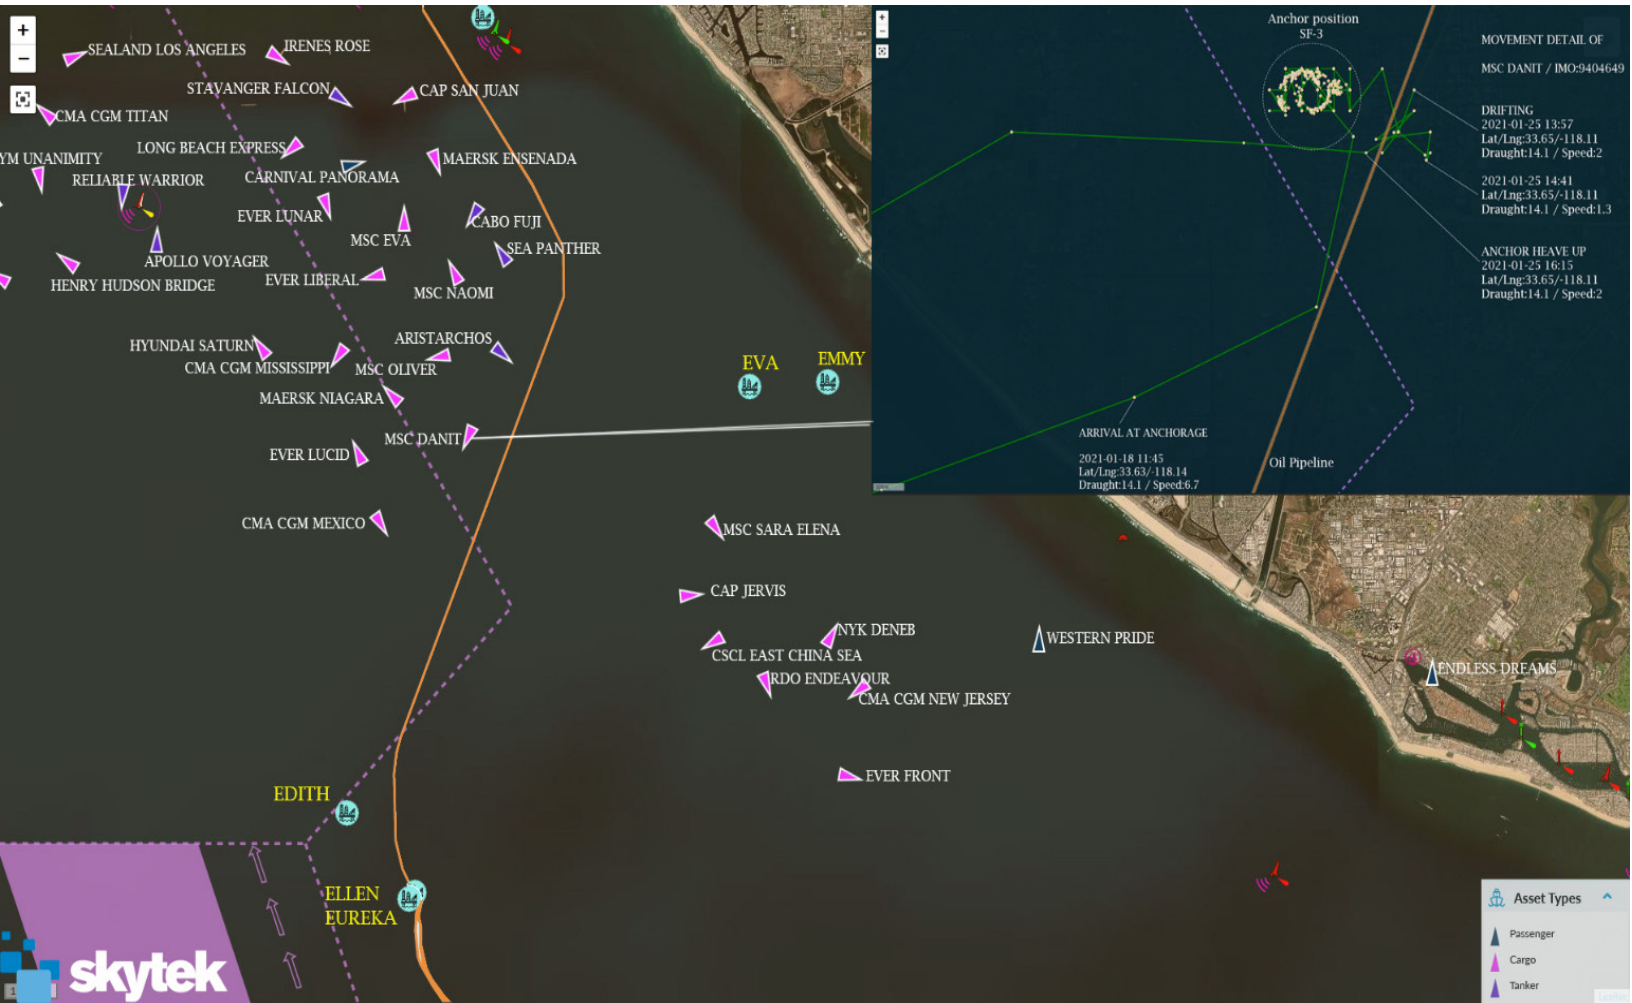 +
−
SEALAND LOS ANGELES
IRENES ROSE
STAVANGER FALCON
CAP SAN JUAN
CMA CGM TITAN
LONG BEACH EXPRESS
YM UNANIMITY
MAERSK ENSENADA
CARNIVAL PANORAMA
RELIABLE WARRIOR
EVER LUNAR
CABO FUJI
MSC EVA
SEA PANTHER
APOLLO VOYAGER
EVER LIBERAL
HENRY HUDSON BRIDGE
MSC NAOMI
ARISTARCHOS
HYUNDAI SATURN
CMA CGM MISSISSIPPI
MSC OLIVER
EVA
EMMY
MAERSK NIAGARA
MSC DANIT
EVER LUCID
CMA CGM MEXICO
+
−
Anchor position
SF-3
MOVEMENT DETAIL OF
MSC DANIT / IMO:9404649
DRIFTING
2021-01-25 13:57
Lat/Lng:33.65/-118.11
Draught:14.1 / Speed:2
2021-01-25 14:41
Lat/Lng:33.65/-118.11
Draught:14.1 / Speed:1.3
ANCHOR HEAVE UP
2021-01-25 16:15
Lat/Lng:33.65/-118.11
Draught:14.1 / Speed:2
ARRIVAL AT ANCHORAGE
2021-01-18 11:45
Lat/Lng:33.63/-118.14
Draught:14.1 / Speed:6.7
Oil Pipeline
MSC SARA ELENA
CAP JERVIS
NYK DENEB
WESTERN PRIDE
CSCL EAST CHINA SEA
ENDLESS DREAMS
RDO ENDEAVOUR
CMA CGM NEW JERSEY
EVER FRONT
EDITH
ELLEN
EUREKA
skytek
Asset Types
Passenger
Cargo
Tanker
Leaflet